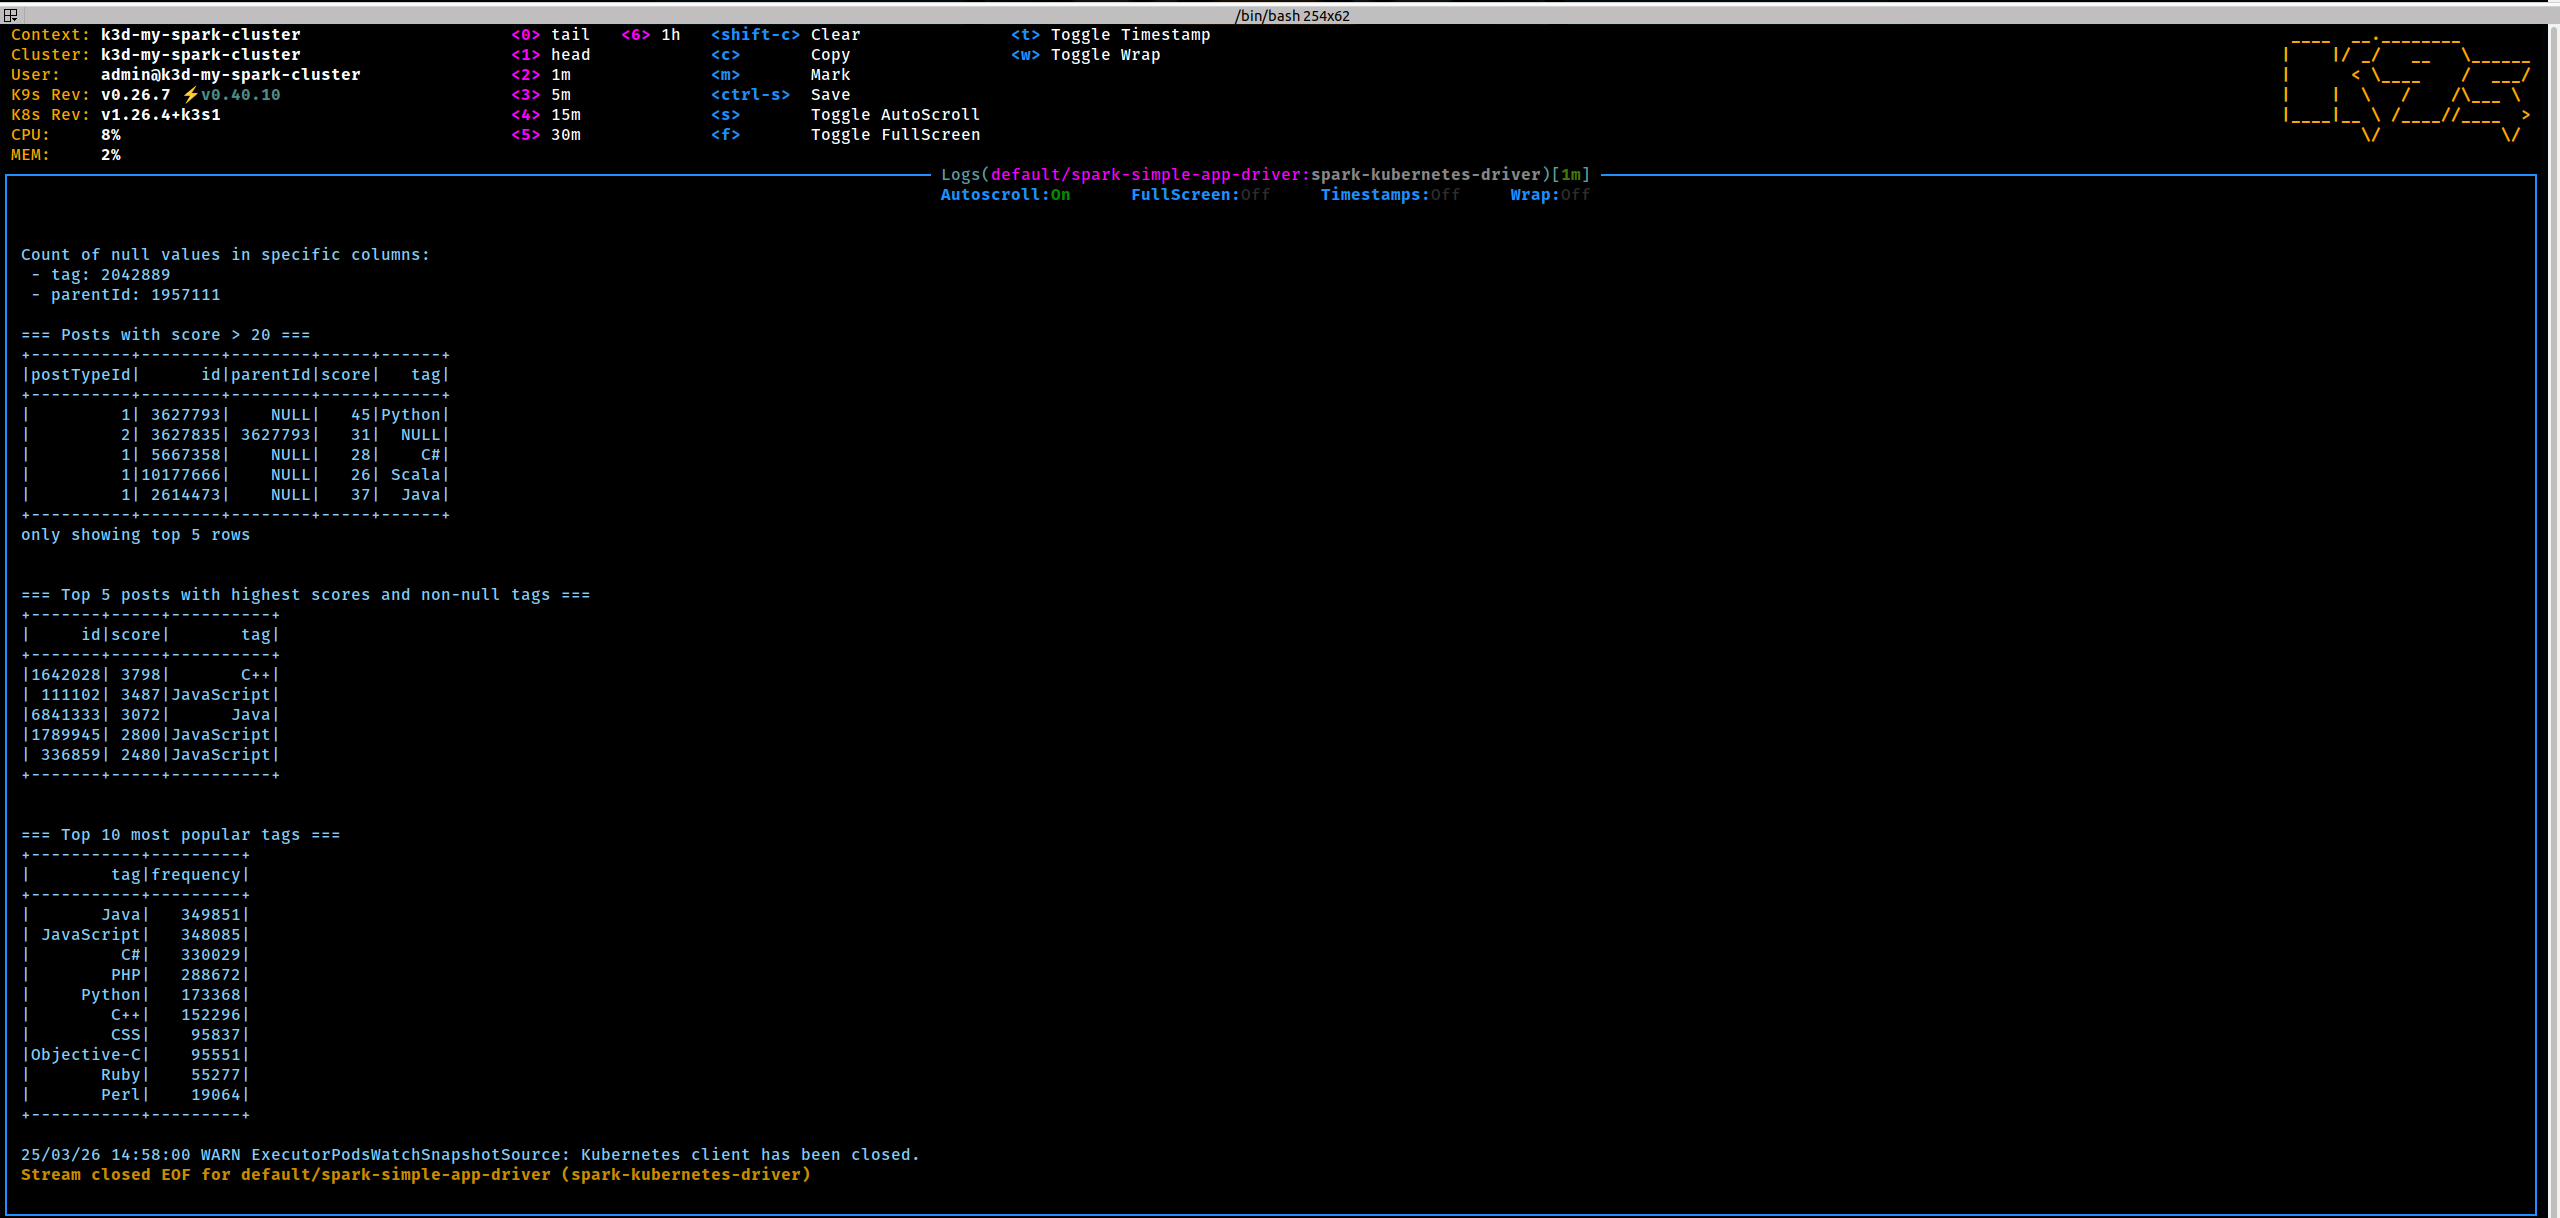 /bin/bash 254x62
Context: k3d-my-spark-cluster <0> tail <6> 1h <shift-c> Clear <t> Toggle Timestamp
Cluster: k3d-my-spark-cluster <1> head <c> Copy <w> Toggle Wrap
User: admin@k3d-my-spark-cluster <2> 1m <m> Mark
K9s Rev: v0.26.7 ⚡v0.40.10 <3> 5m <ctrl-s> Save
K8s Rev: v1.26.4+k3s1 <4> 15m <s> Toggle AutoScroll
CPU: 8% <5> 30m <f> Toggle FullScreen
MEM: 2%
Logs(default/spark-simple-app-driver:spark-kubernetes-driver)[1m]
Autoscroll:On FullScreen:Off Timestamps:Off Wrap:Off
Count of null values in specific columns:
- tag: 2042889
- parentId: 1957111
=== Posts with score > 20 ===
+----------+--------+--------+-----+------+
|postTypeId|      id|parentId|score|   tag|
+----------+--------+--------+-----+------+
|         1| 3627793|    NULL|   45|Python|
|         2| 3627835| 3627793|   31|  NULL|
|         1| 5667358|    NULL|   28|    C#|
|         1|10177666|    NULL|   26| Scala|
|         1| 2614473|    NULL|   37|  Java|
+----------+--------+--------+-----+------+
only showing top 5 rows
=== Top 5 posts with highest scores and non-null tags ===
+-------+-----+----------+
|     id|score|       tag|
+-------+-----+----------+
|1642028| 3798|       C++|
| 111102| 3487|JavaScript|
|6841333| 3072|      Java|
|1789945| 2800|JavaScript|
| 336859| 2480|JavaScript|
+-------+-----+----------+
=== Top 10 most popular tags ===
+-----------+---------+
|        tag|frequency|
+-----------+---------+
|       Java|   349851|
| JavaScript|   348085|
|         C#|   330029|
|        PHP|   288672|
|     Python|   173368|
|        C++|   152296|
|        CSS|    95837|
|Objective-C|    95551|
|       Ruby|    55277|
|       Perl|    19064|
+-----------+---------+
25/03/26 14:58:00 WARN ExecutorPodsWatchSnapshotSource: Kubernetes client has been closed.
Stream closed EOF for default/spark-simple-app-driver (spark-kubernetes-driver)